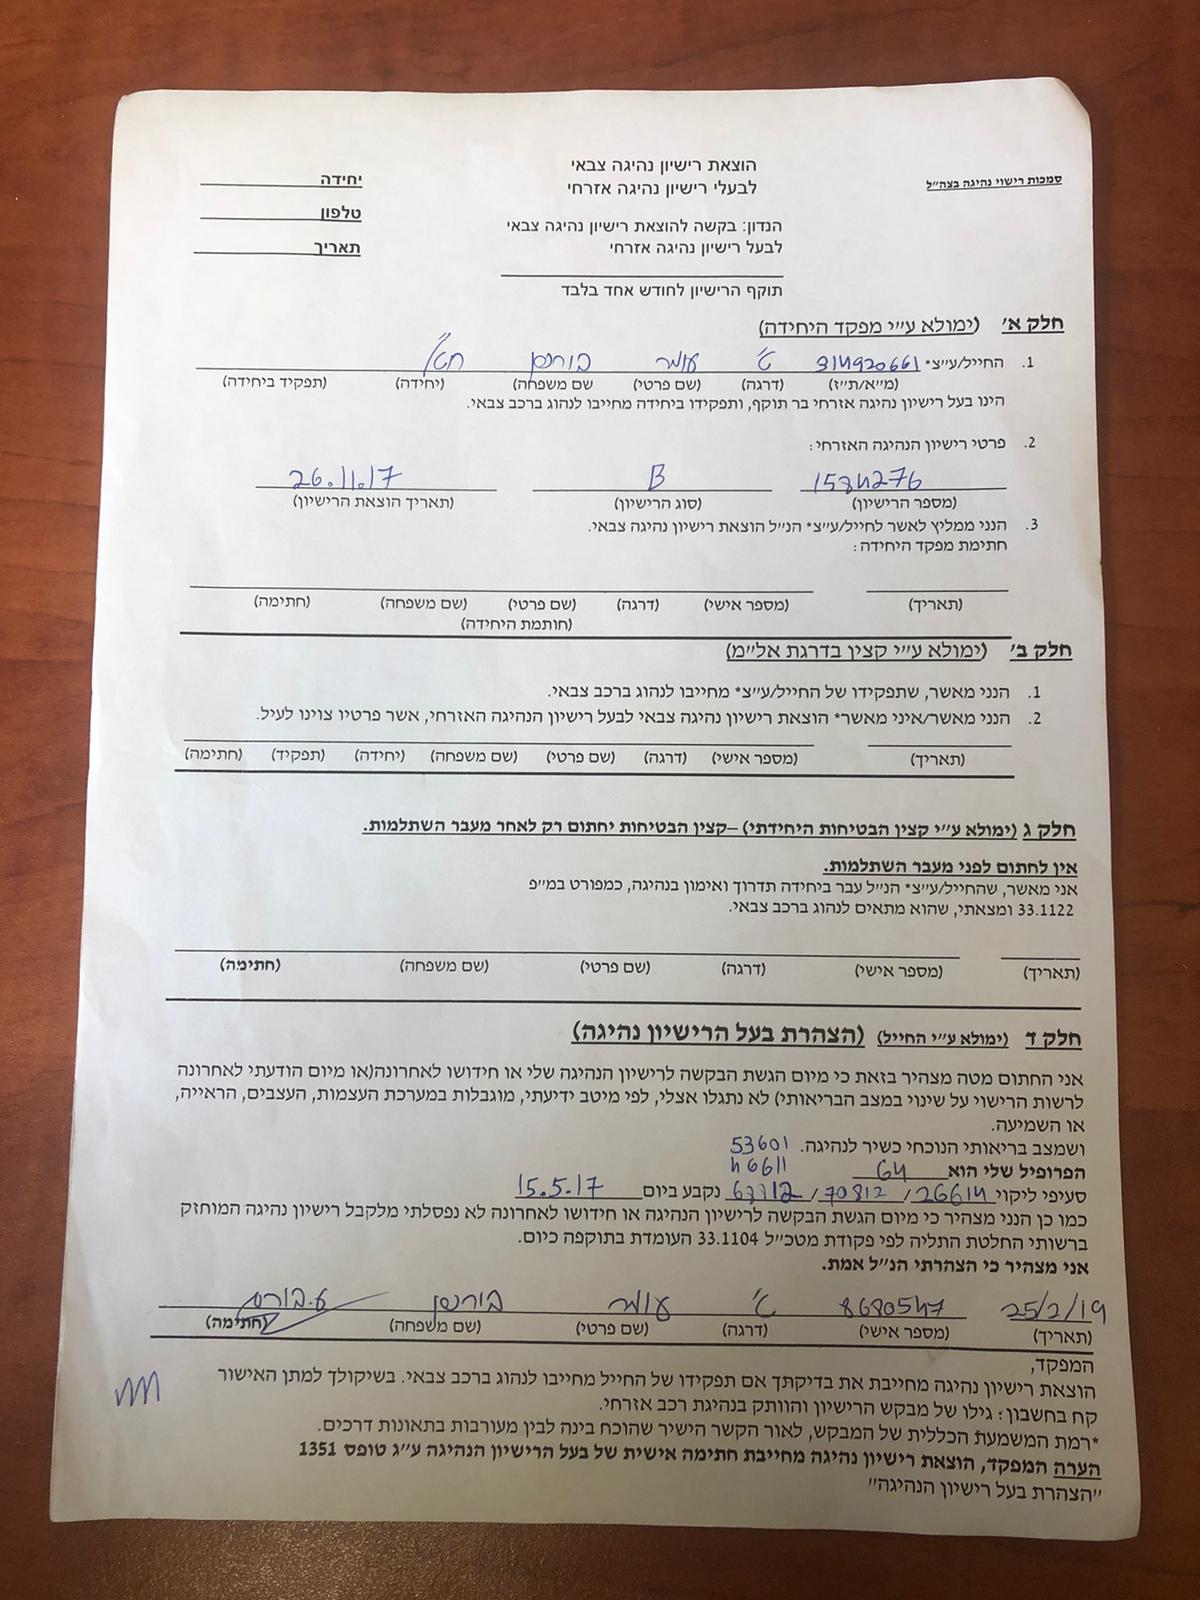 סמכות רישוי נהיגה בצה״ל
הוצאת רישיון נהיגה צבאי
לבעלי רישיון נהיגה אזרחי
יחידה
טלפון
תאריך
הנדון: בקשה להוצאת רישיון נהיגה צבאי
לבעל רישיון נהיגה אזרחי
תוקף הרישיון לחודש אחד בלבד
חלק א׳ (ימולא ע״י מפקד היחידה)
1. החייל/ע״צ* 314920661 עומר
(מ״א/ת״ז) (דרגה) (שם פרטי) שם משפחה) (יחידה) (תפקיד ביחידה)
הינו בעל רישיון נהיגה אזרחי בר תוקף, ותפקידו ביחידה מחייבו לנהוג ברכב צבאי.
2. פרטי רישיון הנהיגה האזרחי:
1584276 B 26.11.17
(מספר הרישיון) (סוג הרישיון) (תאריך הוצאת הרישיון)
3. הנני ממליץ לאשר לחייל/ע״צ* הנ״ל הוצאת רישיון נהיגה צבאי.
חתימת מפקד היחידה:
(תאריך) (מספר אישי) (דרגה) (שם פרטי) (שם משפחה) (חתימה)
(חותמת היחידה)
חלק ב׳ (ימולא ע״י קצין בדרגת אל״מ)
1. הנני מאשר, שתפקידו של החייל/ע״צ* מחייבו לנהוג ברכב צבאי.
2. הנני מאשר/איני מאשר* הוצאת רישיון נהיגה צבאי לבעל רישיון הנהיגה האזרחי, אשר פרטיו צוינו לעיל.
(תאריך) (מספר אישי) (דרגה) (שם פרטי) (שם משפחה) (יחידה) (תפקיד) (חתימה)
חלק ג (ימולא ע״י קצין הבטיחות היחידתי) –קצין הבטיחות יחתום רק לאחר מעבר השתלמות.
אין לחתום לפני מעבר השתלמות.
אני מאשר, שהחייל/ע״צ* הנ״ל עבר ביחידה תדרוך ואימון בנהיגה, כמפורט במ״פ
33.1122 ומצאתי, שהוא מתאים לנהוג ברכב צבאי.
(תאריך) (מספר אישי) (דרגה) (שם פרטי) (שם משפחה) (חתימה)
חלק ד (ימולא ע״י החייל) (הצהרת בעל הרישיון נהיגה)
אני החתום מטה מצהיר בזאת כי מיום הגשת הבקשה לרישיון הנהיגה שלי או חידושו לאחרונה(או מיום הודעתי לאחרונה
לרשות הרישוי על שינוי במצב הבריאותי) לא נתגלו אצלי, לפי מיטב ידיעתי, מוגבלות במערכת העצמות, העצבים, הראייה,
או השמיעה.
ושמצב בריאותי הנוכחי כשיר לנהיגה. 53601
הפרופיל שלי הוא 64 46611
סעיפי ליקוי 26614 / 70812 / נקבע ביום 15.5.17
כמו כן הנני מצהיר כי מיום הגשת הבקשה לרישיון הנהיגה או חידושו לאחרונה לא נפסלתי מלקבל רישיון נהיגה המוחזק
ברשותי החלטת התליה לפי פקודת מטכ״ל 33.1104 העומדת בתוקפה כיום.
אני מצהיר כי הצהרתי הנ״ל אמת.
25/2/19 8680547 עומר
(תאריך) (מספר אישי) (דרגה) (שם פרטי) (שם משפחה) (חתימה)
המפקד,
הוצאת רישיון נהיגה מחייבת את בדיקתך אם תפקידו של החייל מחייבו לנהוג ברכב צבאי. בשיקולך למתן האישור
קח בחשבון: גילו של מבקש הרישיון והוותק בנהיגת רכב אזרחי.
*רמת המשמעת הכללית של המבקש, לאור הקשר הישיר שהוכח בינה לבין מעורבות בתאונות דרכים.
הערה המפקד, הוצאת רישיון נהיגה מחייבת חתימה אישית של בעל הרישיון הנהיגה ע״ג טופס 1351
״הצהרת בעל רישיון הנהיגה״